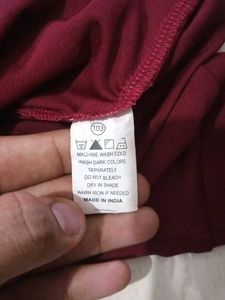 103
MACHINE WASH COLD
WASH DARK COLORS
SEPARATELY
DO NOT BLEACH
DRY IN SHADE
WARM IRON IF NEEDED
MADE IN INDIA